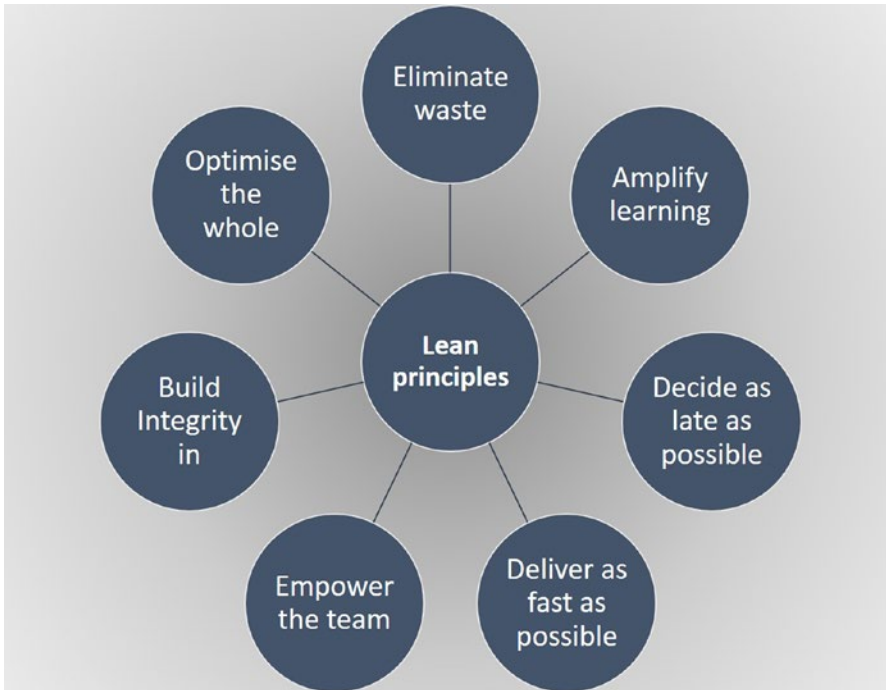 Eliminate
waste
Optimise
the
whole
Amplify
learning
Lean
principles
Build
Integrity
in
Decide as
late as
possible
Empower
the team
Deliver as
fast as
possible